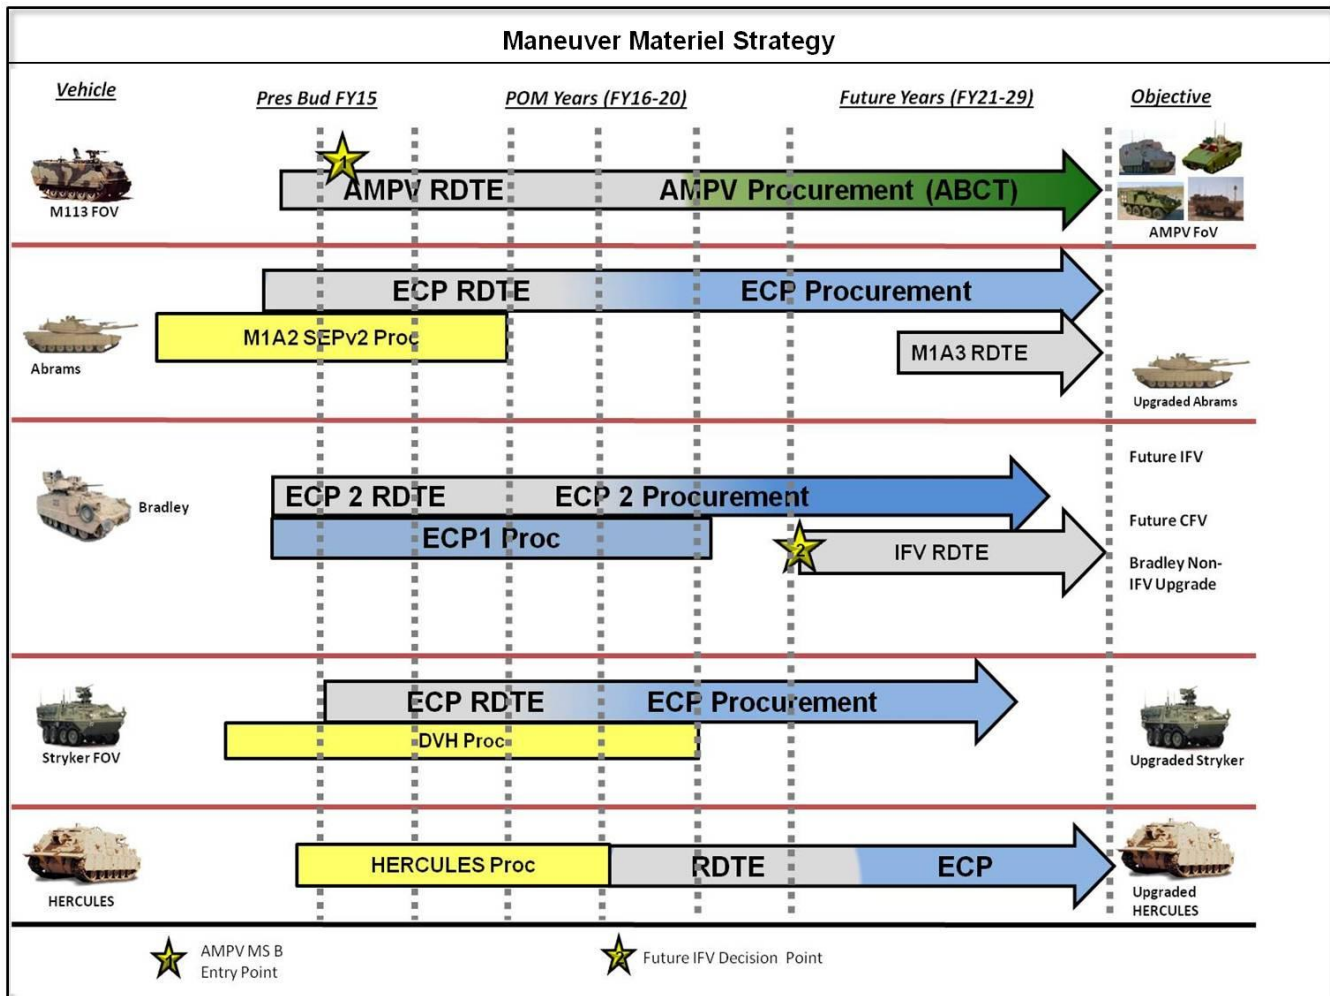 Maneuver Materiel Strategy
Vehicle
Pres Bud FY15
POM Years (FY16-20)
Future Years (FY21-29)
Objective
1
AMPV RDTE
AMPV Procurement (ABCT)
M113 FOV
AMPV FoV
ECP RDTE
ECP Procurement
M1A2 SEPv2 Proc
M1A3 RDTE
Abrams
Upgraded Abrams
Future IFV
ECP 2 RDTE
ECP 2 Procurement
Bradley
Future CFV
ECP1 Proc
2
IFV RDTE
Bradley Non-
IFV Upgrade
ECP RDTE
ECP Procurement
DVH Proc
Stryker FOV
Upgraded Stryker
HERCULES Proc
RDTE
ECP
HERCULES
Upgraded
HERCULES
1
AMPV MS B
Entry Point
2
Future IFV Decision Point